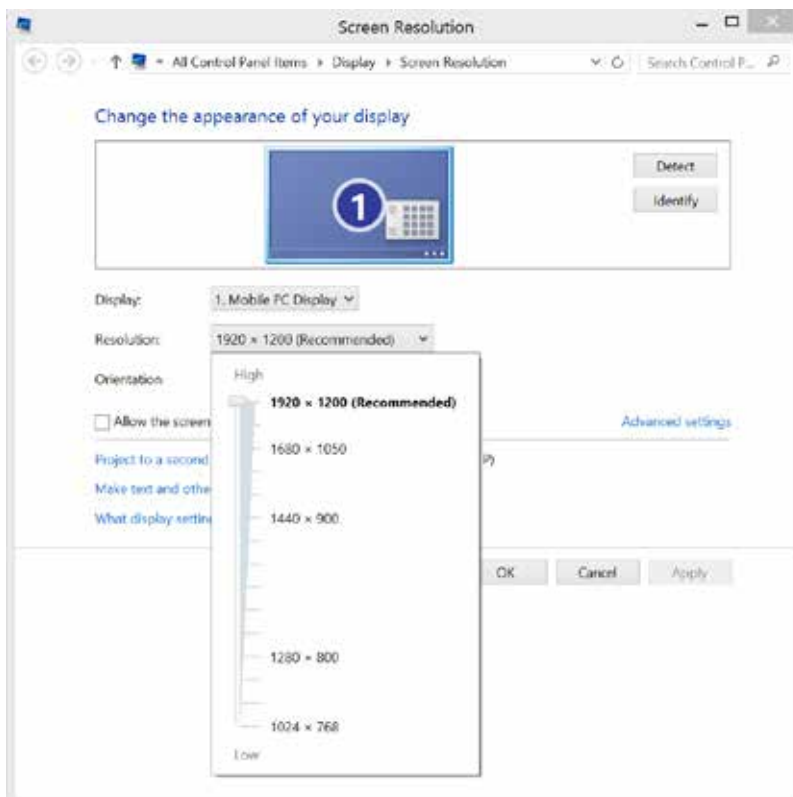 Screen Resolution
All Control Panel Items Display Screen Resolution
Search Control P...
Change the appearance of your display
1
Detect
Identify
Display: 1. Mobile PC Display
Resolution: 1920 × 1200 (Recommended)
Orientation
High
1920 × 1200 (Recommended)
Allow the screen
Advanced settings
1680 × 1050
Project to a second
P)
Make text and othe
What display settin
1440 × 900
OK Cancel Apply
1280 × 800
1024 × 768
Low